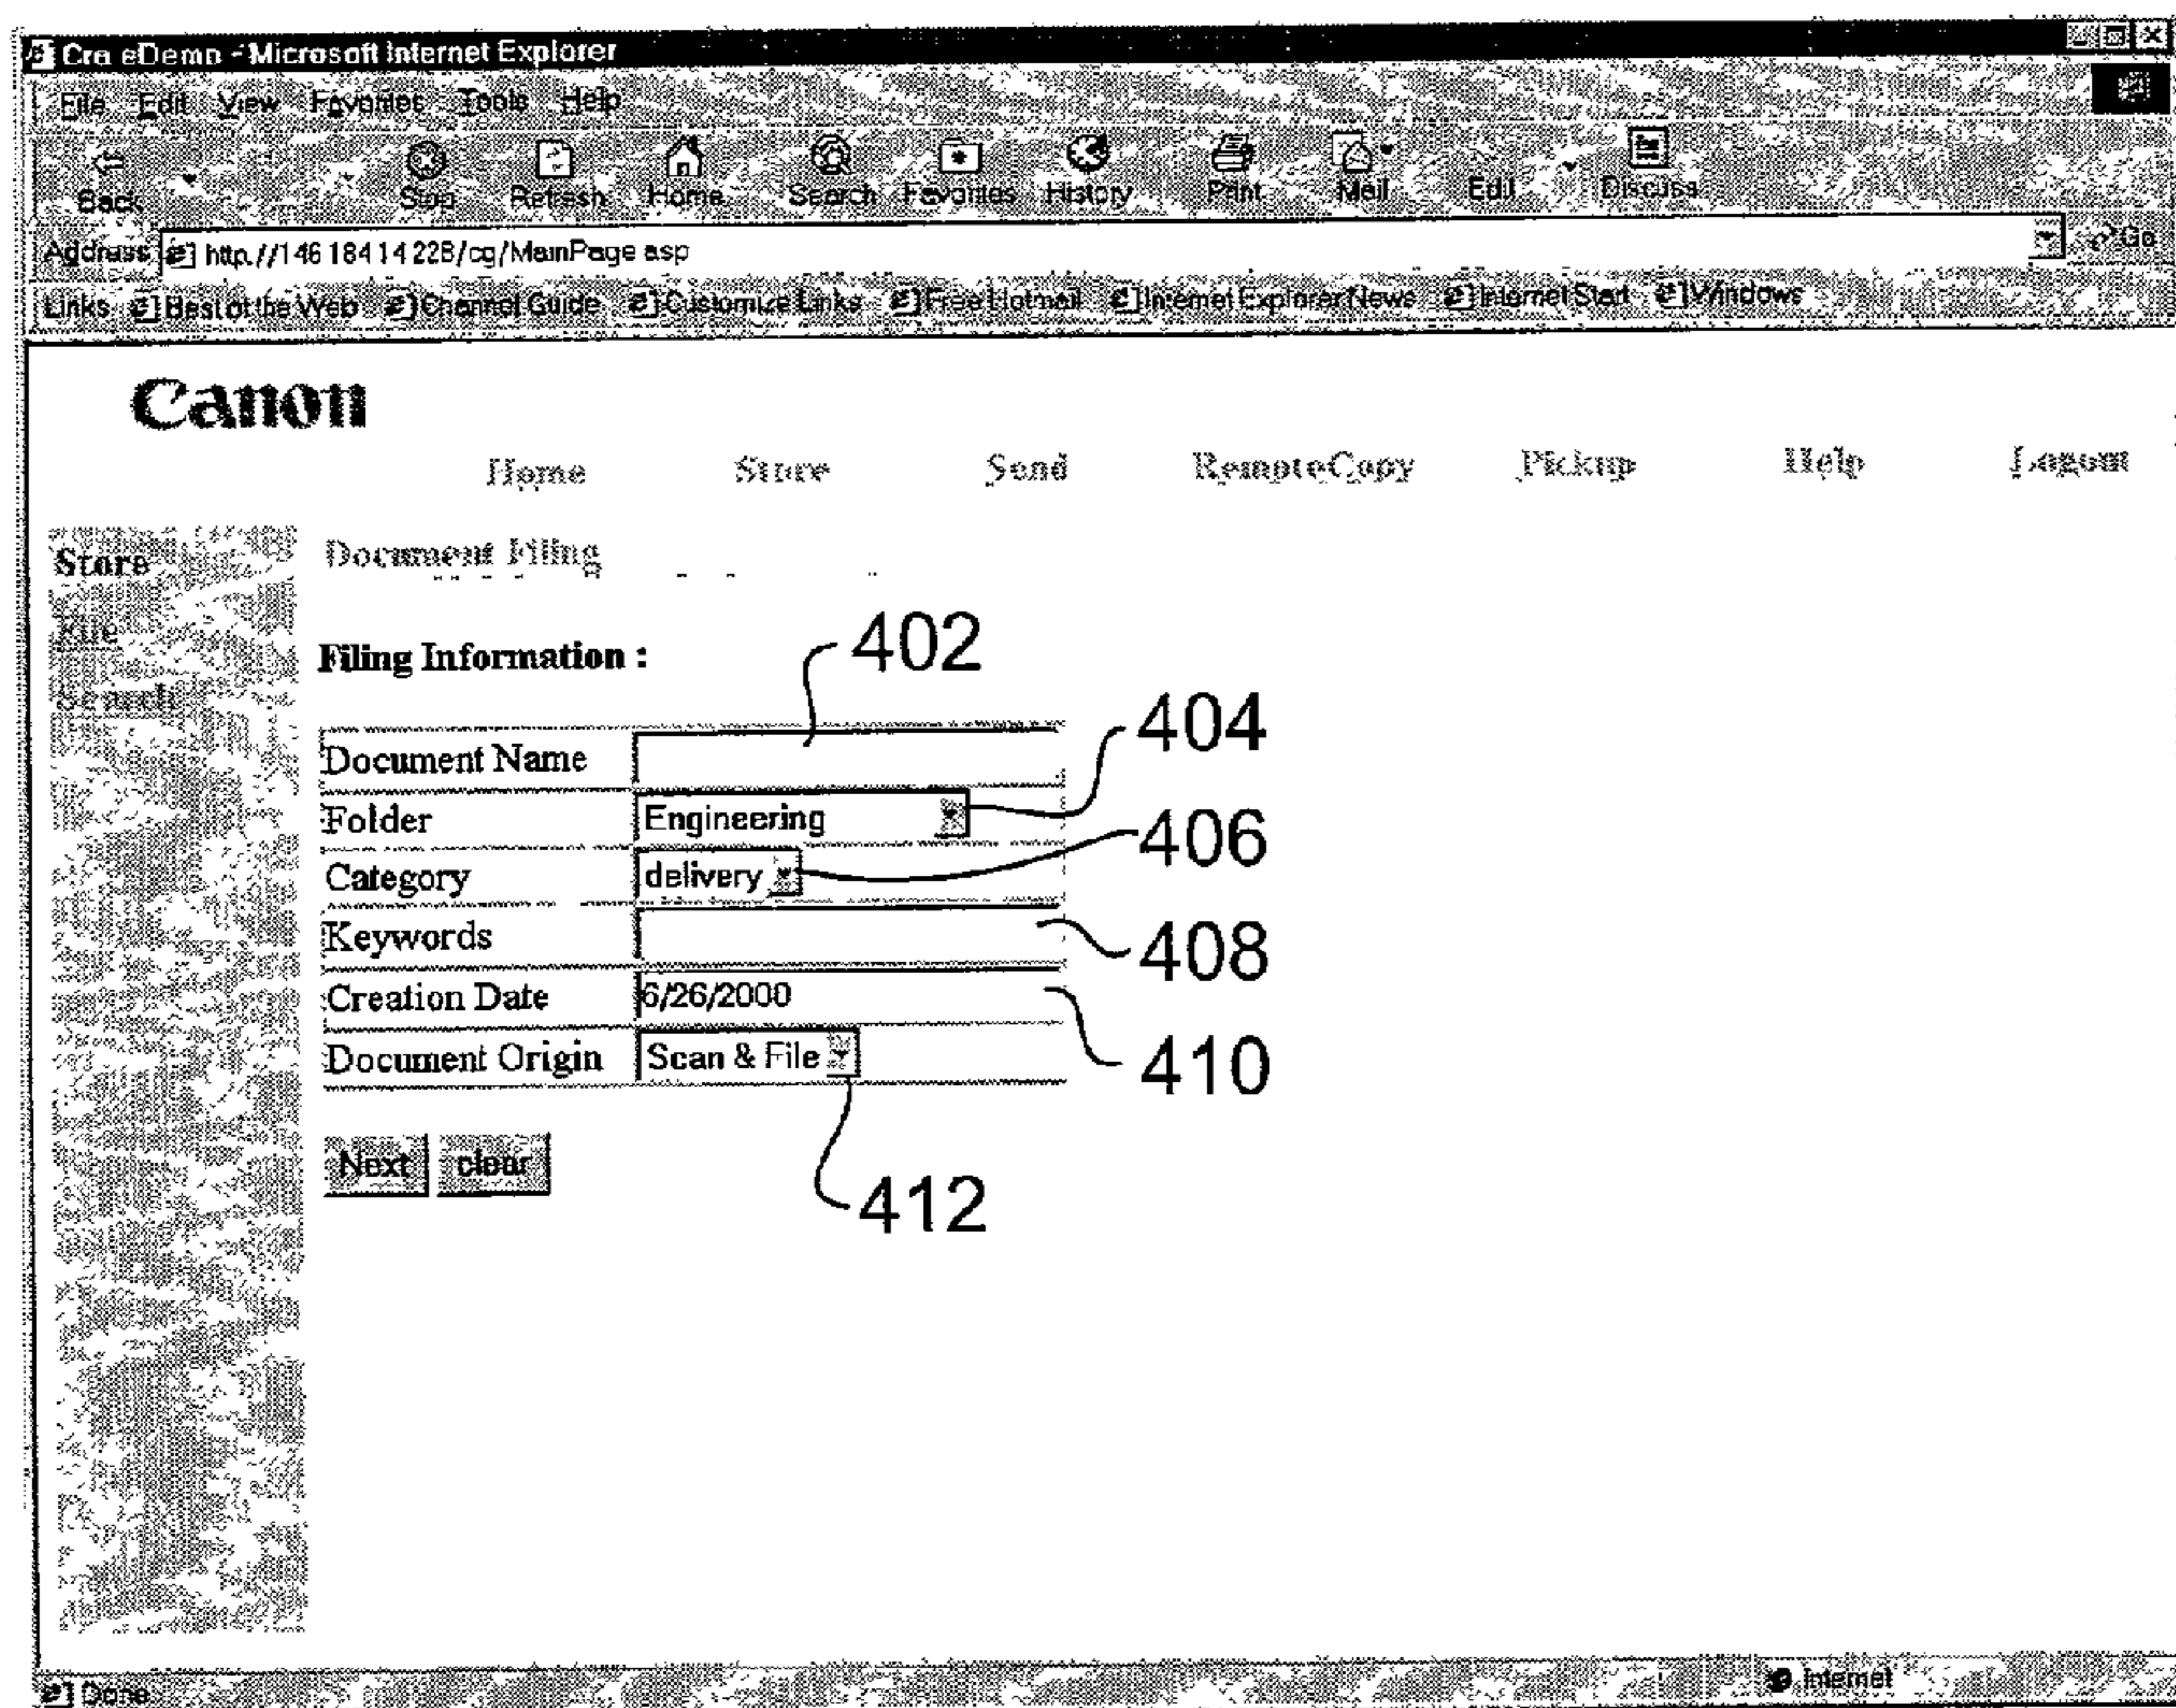 Cra eDemo - Microsoft Internet Explorer
File Edit View Favorites Tools Help
Back Stop Refresh Home Search Favorites History Print Mail Edit Discuss
Address http://146 184 14 228/cg/MainPage asp Go
Links Best of the Web Channel Guide Customize Links Free Hotmail Internet Explorer News Internet Start Windows
Canon
Home Store Send RemoteCopy Pickup Help Logout
Store
File
Search
Document Filing
Filing Information :
402
Document Name
404
Folder Engineering
406
Category delivery
Keywords
408
Creation Date 6/26/2000
410
Document Origin Scan & File
Next clear
412
Done Internet